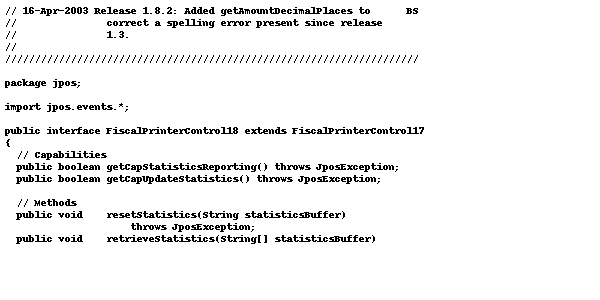 // 16-Apr-2003 Release 1.8.2: Added getAmountDecimalPlaces to      BS
//               correct a spelling error present since release
//               1.3.
//
/////////////////////////////////////////////////////////////////////
package jpos;
import jpos.events.*;
public interface FiscalPrinterControl18 extends FiscalPrinterControl17
{
  // Capabilities
  public boolean getCapStatisticsReporting() throws JposException;
  public boolean getCapUpdateStatistics() throws JposException;
  // Methods
  public void    resetStatistics(String statisticsBuffer)
                     throws JposException;
  public void    retrieveStatistics(String[] statisticsBuffer)